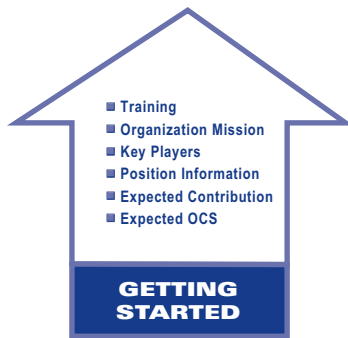 Training
Organization Mission
Key Players
Position Information
Expected Contribution
Expected OCS
GETTING
STARTED